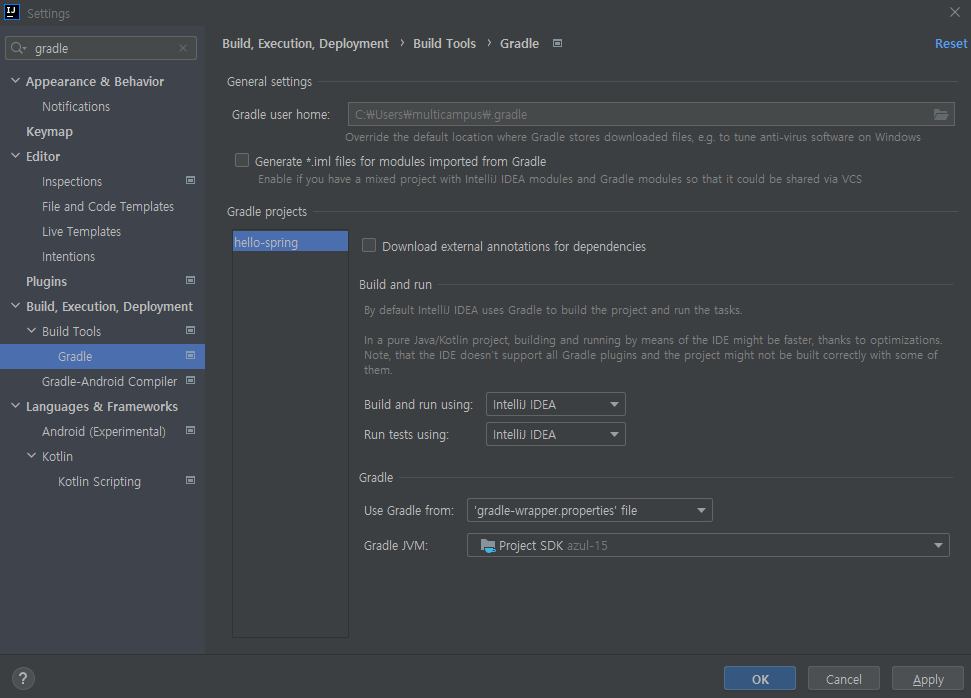 IJ
Settings
gradle
Appearance & Behavior
Notifications
Keymap
Editor
Inspections
File and Code Templates
Live Templates
Intentions
Plugins
Build, Execution, Deployment
Build Tools
Gradle
Gradle-Android Compiler
Languages & Frameworks
Android (Experimental)
Kotlin
Kotlin Scripting
Build, Execution, Deployment › Build Tools › Gradle
Reset
General settings
Gradle user home: C:₩Users₩multicampus₩.gradle
Override the default location where Gradle stores downloaded files, e.g. to tune anti-virus software on Windows
Generate *.iml files for modules imported from Gradle
Enable if you have a mixed project with IntelliJ IDEA modules and Gradle modules so that it could be shared via VCS
Gradle projects
hello-spring
Download external annotations for dependencies
Build and run
By default IntelliJ IDEA uses Gradle to build the project and run the tasks.
In a pure Java/Kotlin project, building and running by means of the IDE might be faster, thanks to optimizations.
Note, that the IDE doesn't support all Gradle plugins and the project might not be built correctly with some of
them.
Build and run using: IntelliJ IDEA
Run tests using: IntelliJ IDEA
Gradle
Use Gradle from: 'gradle-wrapper.properties' file
Gradle JVM: Project SDK azul-15
?
OK
Cancel
Apply